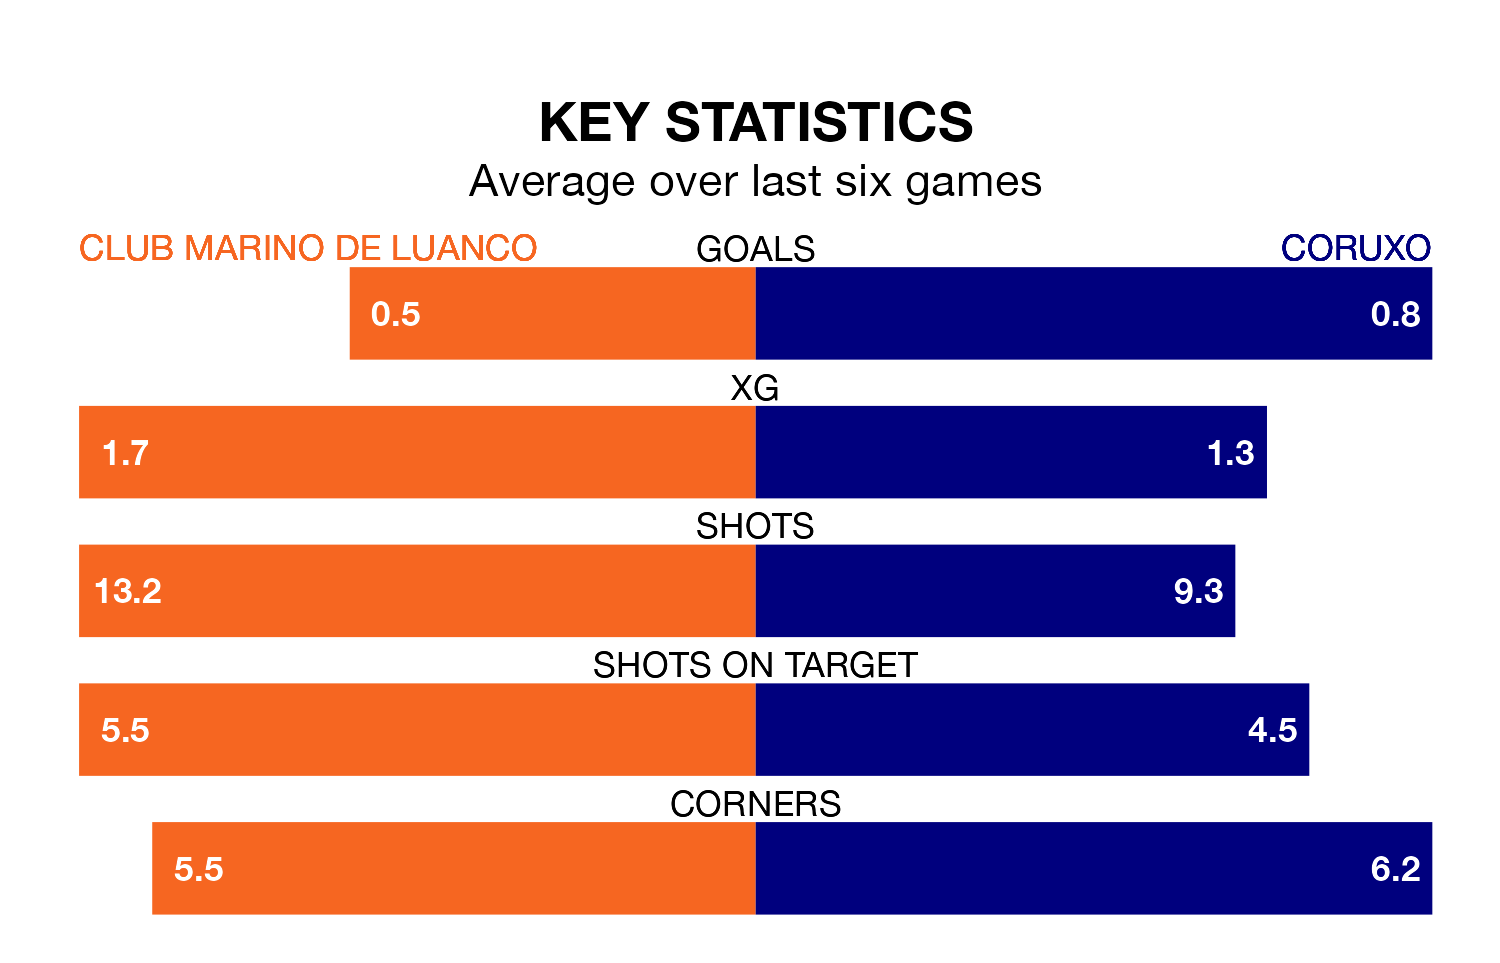 KEY STATISTICS
Average over last six games
CLUB MARINO DE LUANCO GOALS CORUXO
0.5 0.8
XG
1.7 1.3
SHOTS
13.2 9.3
SHOTS ON TARGET
5.5 4.5
CORNERS
5.5 6.2